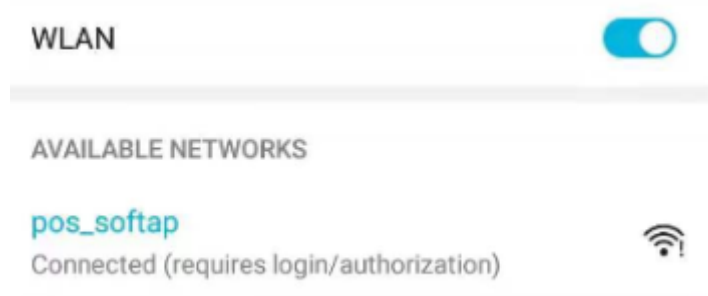 WLAN
AVAILABLE NETWORKS
pos_softap
Connected (requires login/authorization)